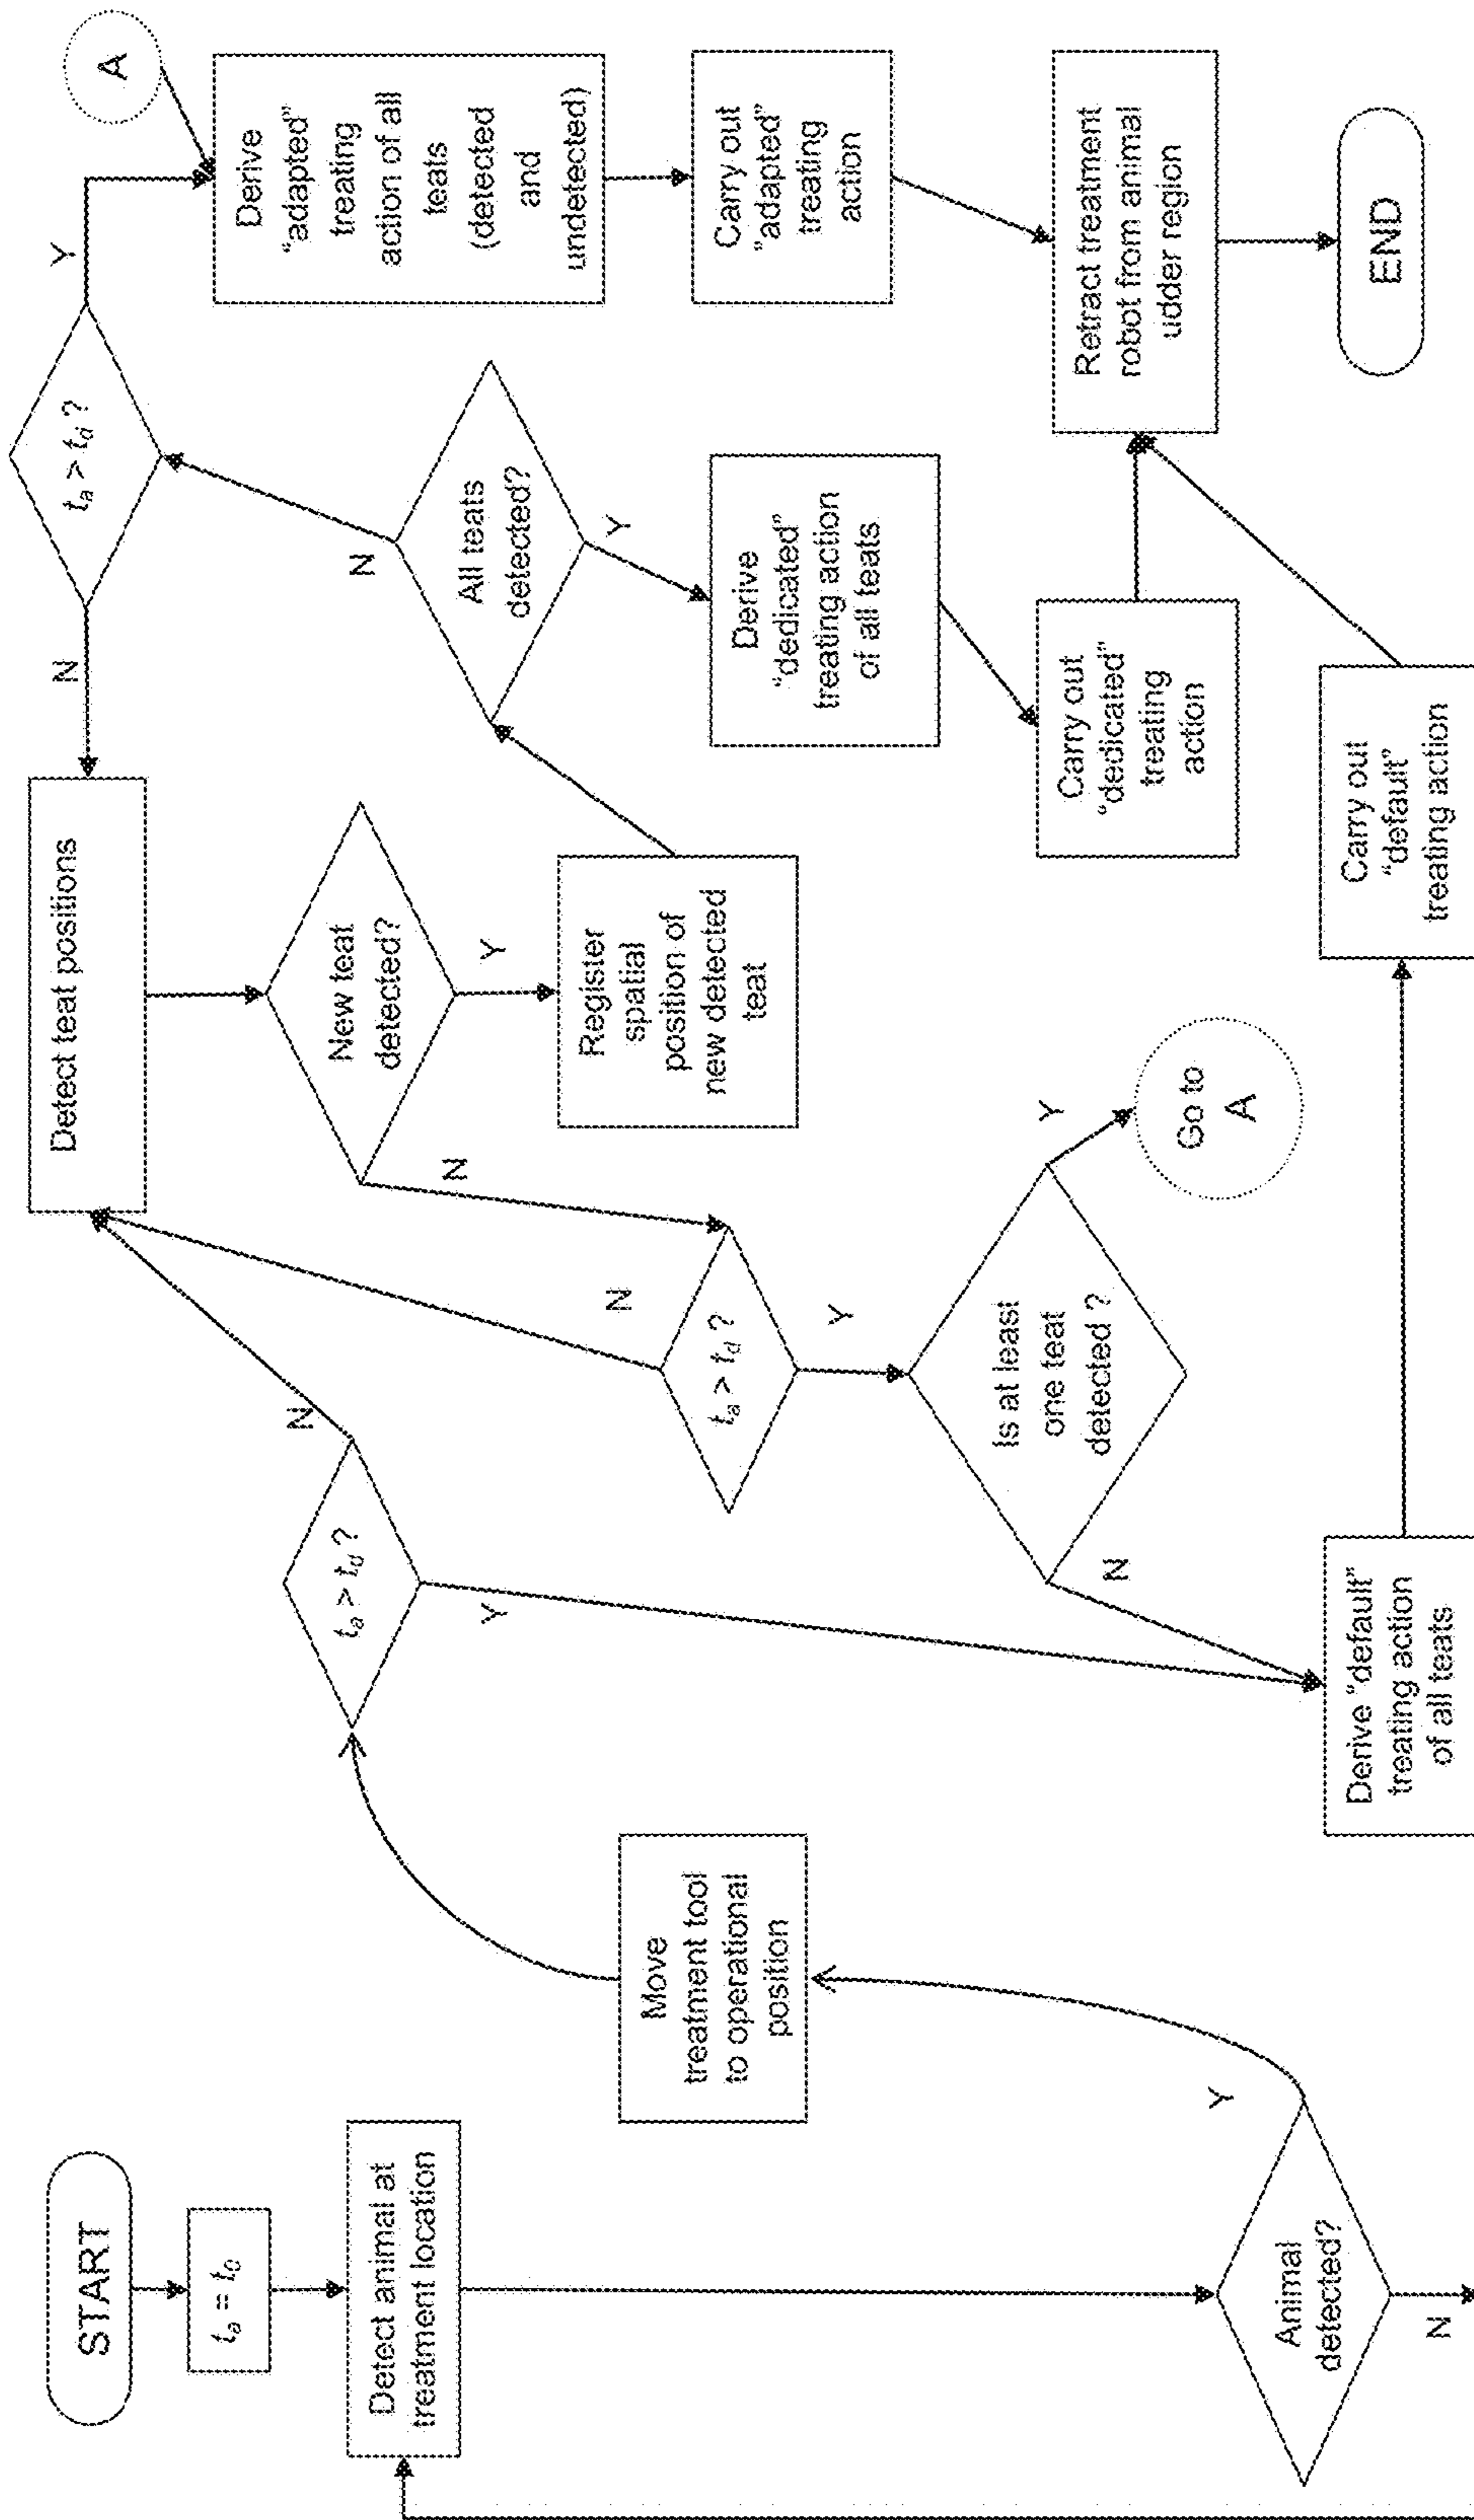 START
tₐ = t₀
Detect animal at
treatment location
Animal
detected?
N
Y
Move
treatment tool
to operational
position
tₐ > t_d ?
N
Y
Derive “default”
treating action
of all teats
Carry out
“default”
treating action
Detect teat positions
New teat
detected?
N
Y
tₐ > t_d ?
N
Y
Is at least
one teat
detected ?
N
Y
Go to
A
Register
spatial
position of
new detected
teat
All teats
detected?
N
Y
Derive
“dedicated”
treating action
of all teats
Carry out
“dedicated”
treating
action
tₐ > t_d ?
N
Y
A
Derive
“adapted”
treating
action of all
teats
(detected
and
undetected)
Carry out
“adapted”
treating
action
Retract treatment
robot from animal
udder region
END